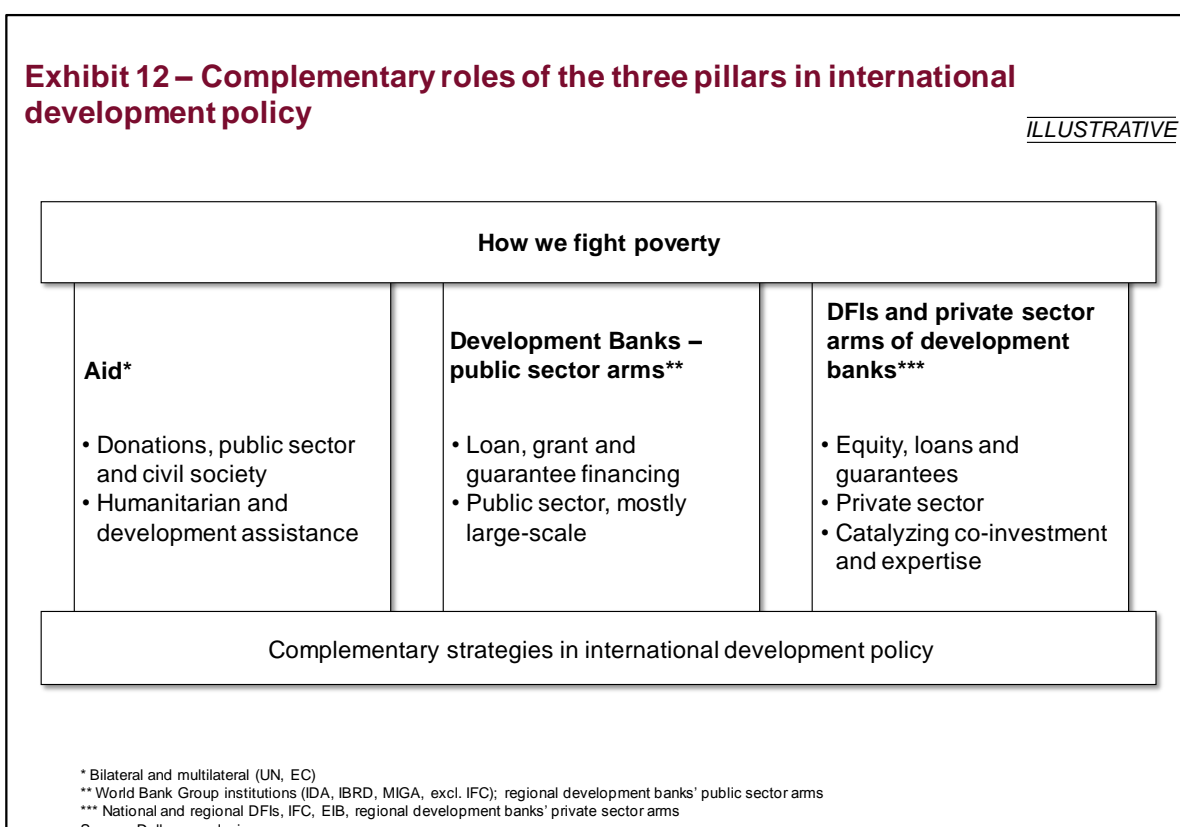 Exhibit 12 – Complementary roles of the three pillars in international
development policy
ILLUSTRATIVE
How we fight poverty
Aid*
• Donations, public sector
and civil society
• Humanitarian and
development assistance
Development Banks –
public sector arms**
• Loan, grant and
guarantee financing
• Public sector, mostly
large-scale
DFIs and private sector
arms of development
banks***
• Equity, loans and
guarantees
• Private sector
• Catalyzing co-investment
and expertise
Complementary strategies in international development policy
* Bilateral and multilateral (UN, EC)
** World Bank Group institutions (IDA, IBRD, MIGA, excl. IFC); regional development banks' public sector arms
*** National and regional DFIs, IFC, EIB, regional development banks' private sector arms